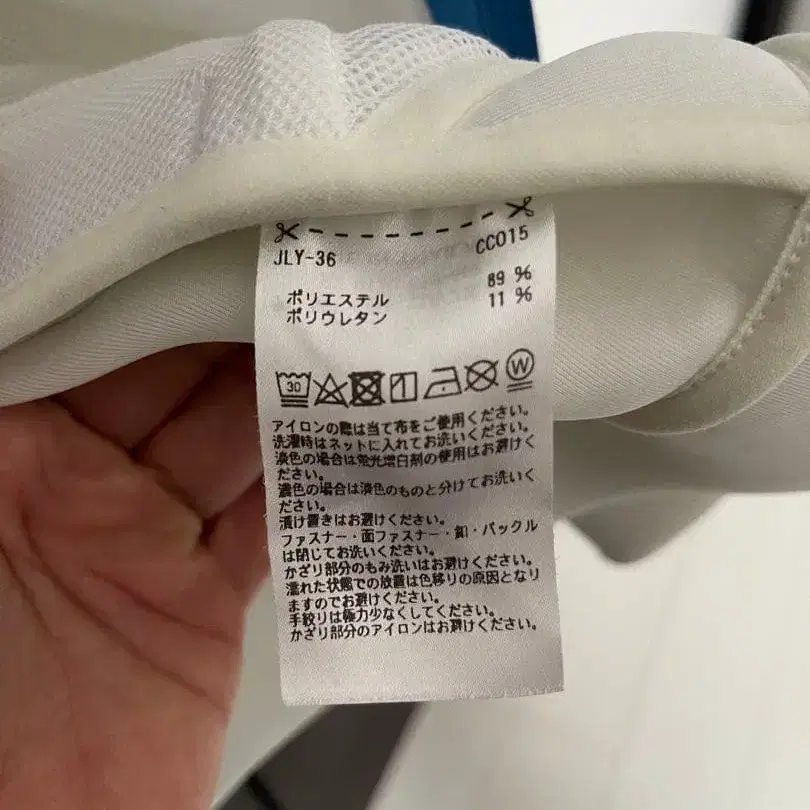 JLY-36 CC015
ポリエステル 89 %
ポリウレタン 11 %
30 W
アイロンの際は当て布をご使用ください。
洗濯時はネットに入れてお洗いください。
淡色の場合は蛍光増白剤の使用はお避けく
ださい。
濃色の場合は淡色のものと分けてお洗いく
ださい。
漬け置きはお避けください。
ファスナー・面ファスナー・釦・バックル
は閉じてお洗いください。
かざり部分のもみ洗いはお避けください。
濡れた状態での放置は色移りの原因となり
ますのでお避けください。
手絞りは極力少なくしてください。
かざり部分のアイロンはお避けください。